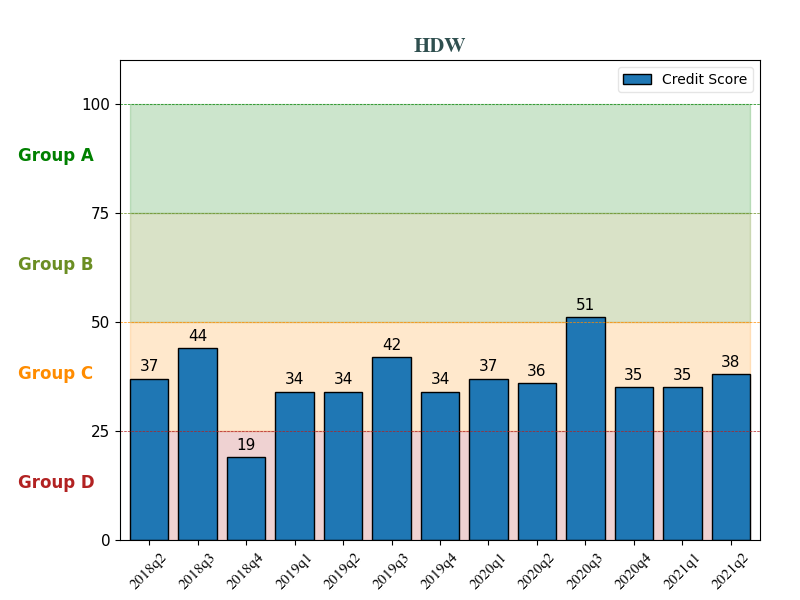 HDW
Credit Score
100
Group A
75
Group B
50
Group C
25
Group D
0
37
44
19
34
34
42
34
37
36
51
35
35
38
2018q2
2018q3
2018q4
2019q1
2019q2
2019q3
2019q4
2020q1
2020q2
2020q3
2020q4
2021q1
2021q2